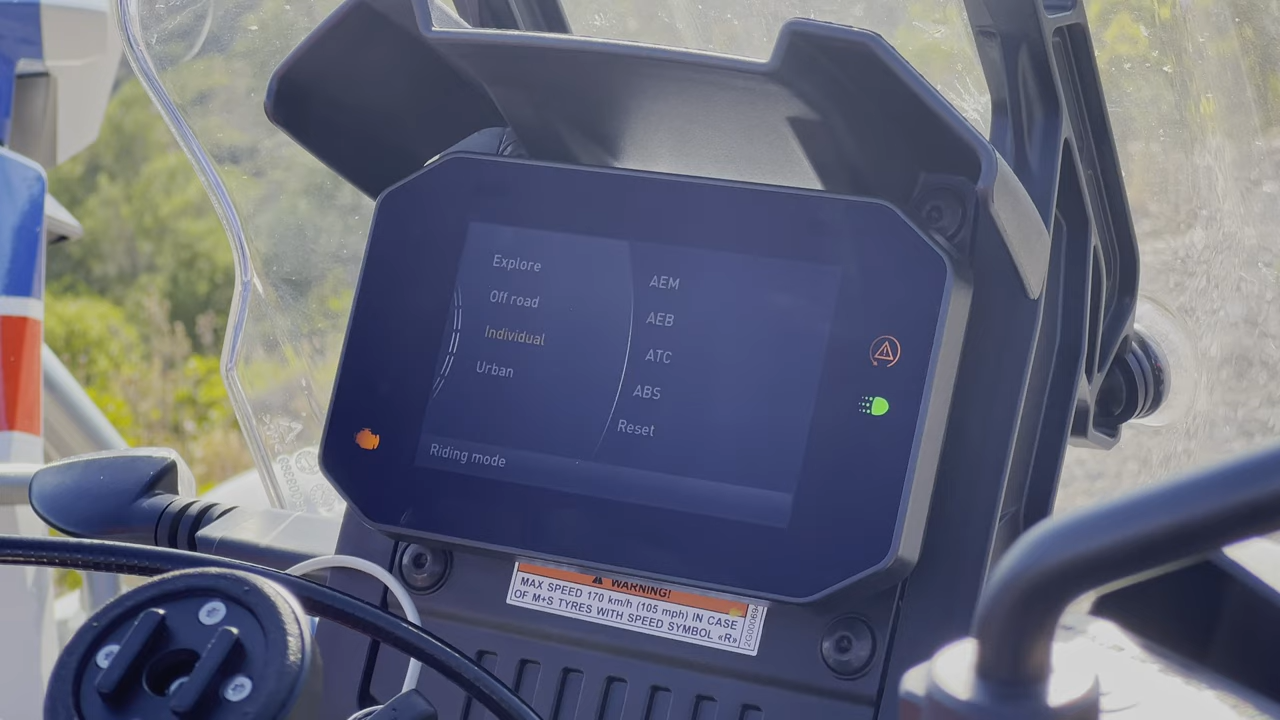 Explore
Off road
Individual
Urban
AEM
AEB
ATC
ABS
Reset
Riding mode
WARNING!
MAX SPEED 170 km/h (105 mph) IN CASE
OF M+S TYRES WITH SPEED SYMBOL «R»